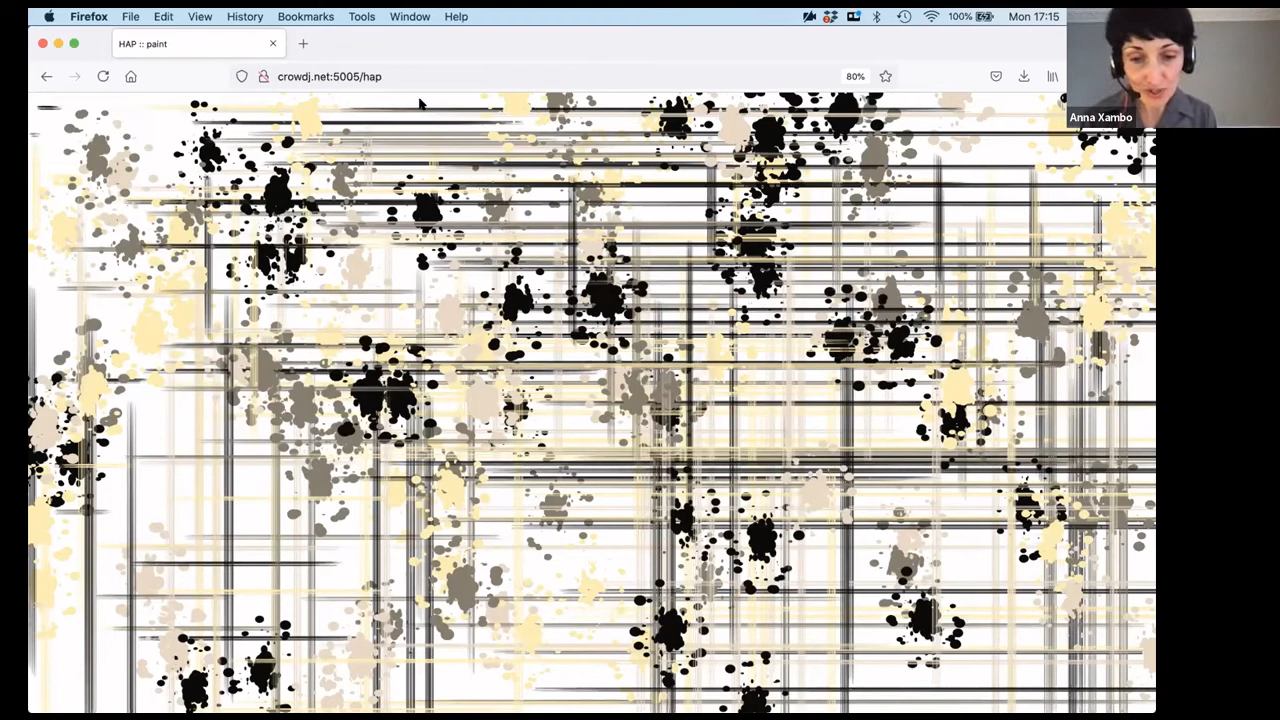 Firefox File Edit View History Bookmarks Tools Window Help 100% Mon 17:15
HAP :: paint
crowdj.net:5005/hap 80%
Anna Xambo